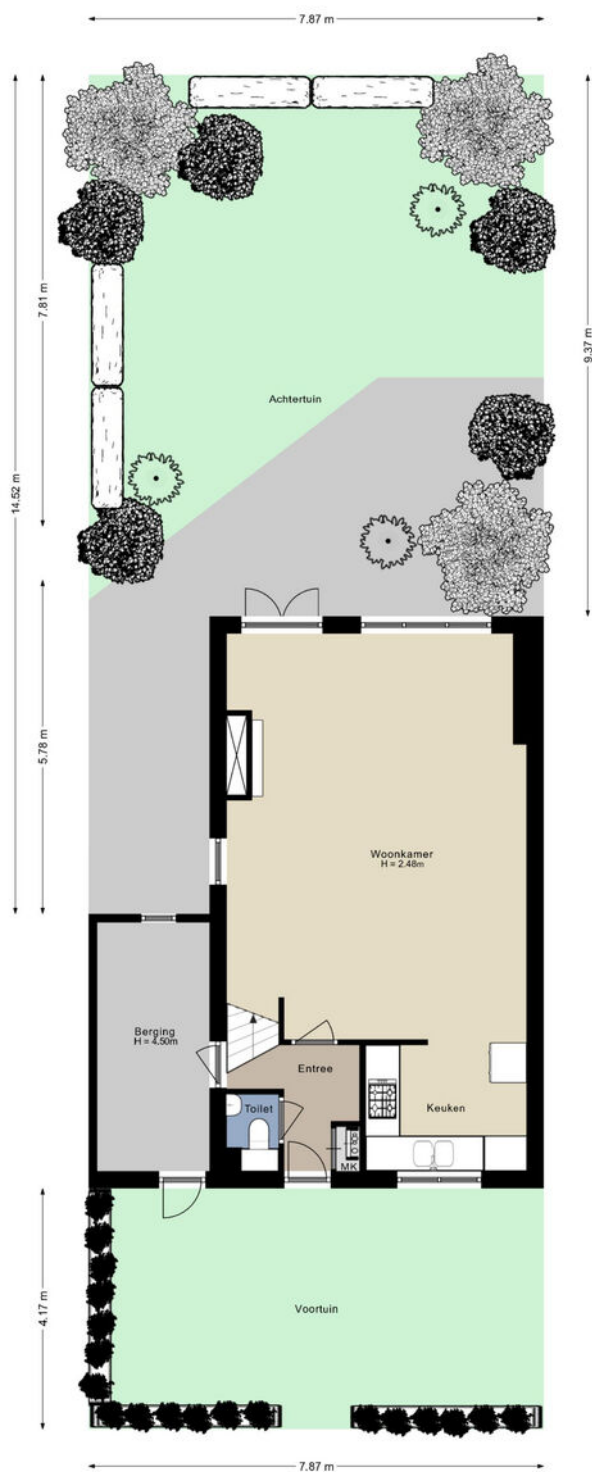 7.87 m
7.81 m
14.52 m
9.37 m
Achtertuin
5.78 m
Woonkamer
H = 2.48m
Berging
H = 4.50m
Entree
Toilet
Keuken
MK
4.17 m
Voortuin
7.87 m